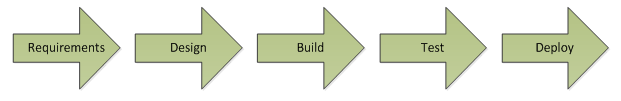 Requirements
Design
Build
Test
Deploy